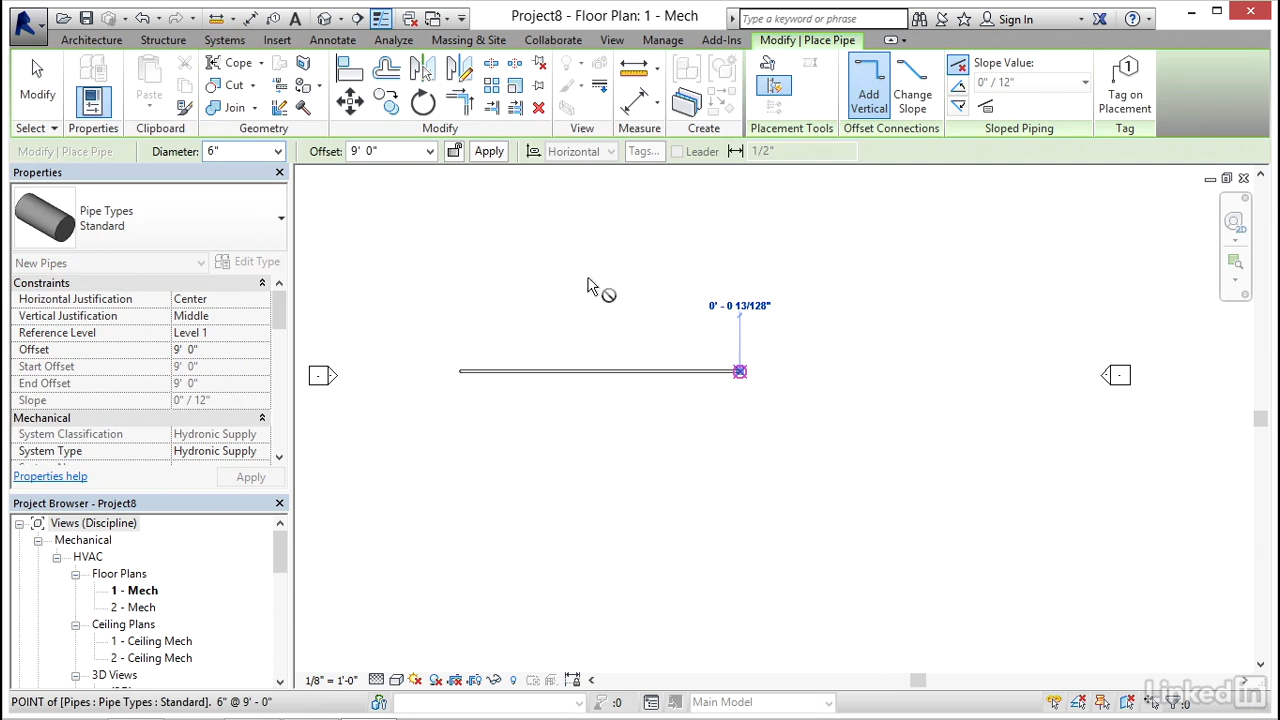 Project8 - Floor Plan: 1 - Mech
Type a keyword or phrase
Sign In
Architecture Structure Systems Insert Annotate Analyze Massing & Site Collaborate View Manage Add-Ins Modify | Place Pipe
Modify
Paste
Cope
Cut
Join
Add Vertical
Change Slope
Slope Value:
0" / 12"
Tag on Placement
Select Properties Clipboard Geometry Modify View Measure Create Placement Tools Offset Connections Sloped Piping Tag
Modify | Place Pipe Diameter: 6" Offset: 9' 0" Apply Horizontal Tags... Leader 1/2"
Properties
Pipe Types
Standard
New Pipes Edit Type
Constraints
Horizontal Justification Center
Vertical Justification Middle
Reference Level Level 1
Offset 9' 0"
Start Offset 9' 0"
End Offset 9' 0"
Slope 0" / 12"
Mechanical
System Classification Hydronic Supply
System Type Hydronic Supply
Properties help Apply
0' - 0 13/128"
Project Browser - Project8
Views (Discipline)
Mechanical
HVAC
Floor Plans
1 - Mech
2 - Mech
Ceiling Plans
1 - Ceiling Mech
2 - Ceiling Mech
3D Views
1/8" = 1'-0"
POINT of [Pipes : Pipe Types : Standard]. 6" @ 9' - 0" :0 Main Model :0
LinkedIn